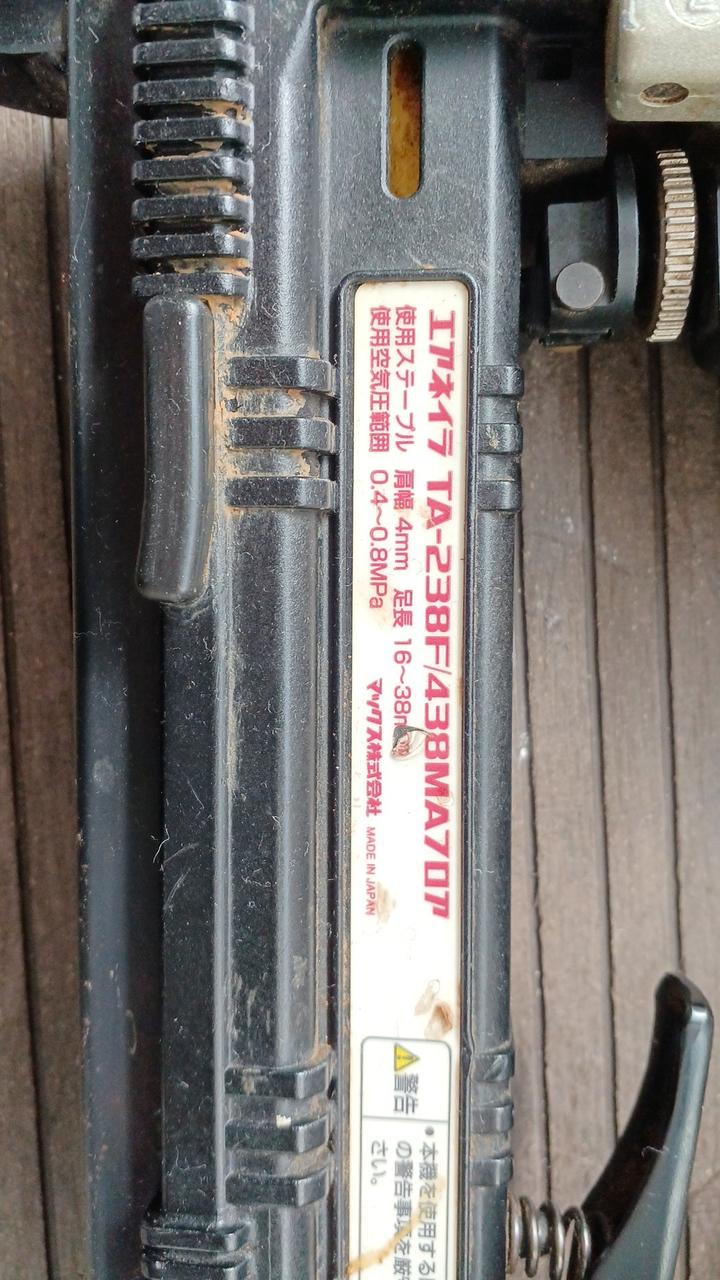 エアネイラ TA-238F/438MAフロア
使用ステープル 肩幅 4mm 足長 16〜38m
使用空気圧範囲 0.4〜0.8MPa
マックス株式会社 MADE IN JAPAN
警告
•本機を使用する
の警告事項を厳
さい。